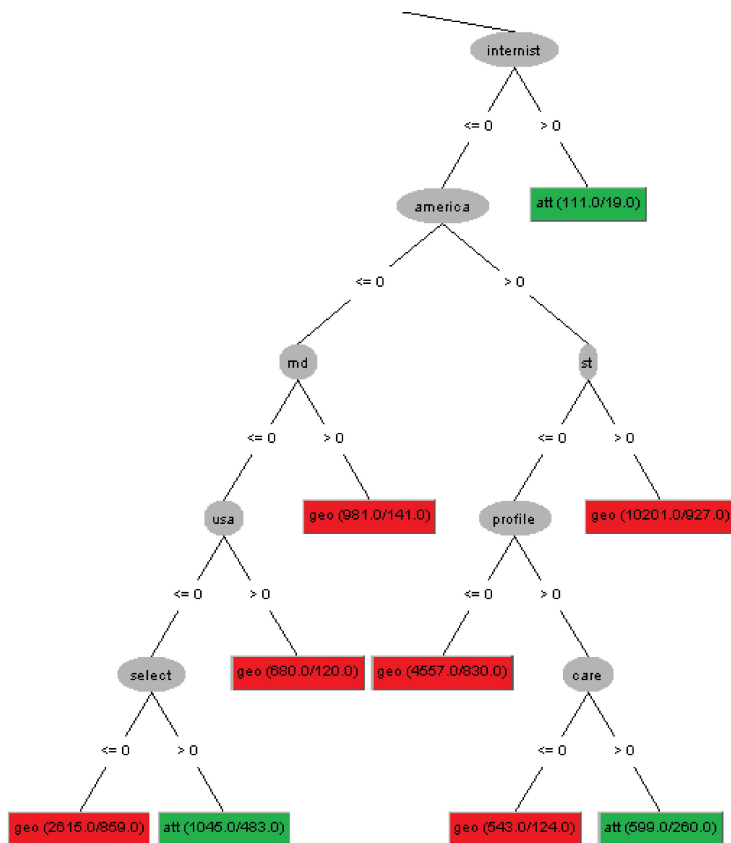 internist
<= 0 > 0
america att (111.0/19.0)
<= 0 > 0
md st
<= 0 > 0 <= 0 > 0
usa geo (981.0/141.0) profile geo (10201.0/927.0)
<= 0 > 0 <= 0 > 0
select geo (680.0/120.0) geo (4557.0/830.0) care
<= 0 > 0 <= 0 > 0
geo (2615.0/859.0) att (1045.0/483.0) geo (543.0/124.0) att (599.0/260.0)